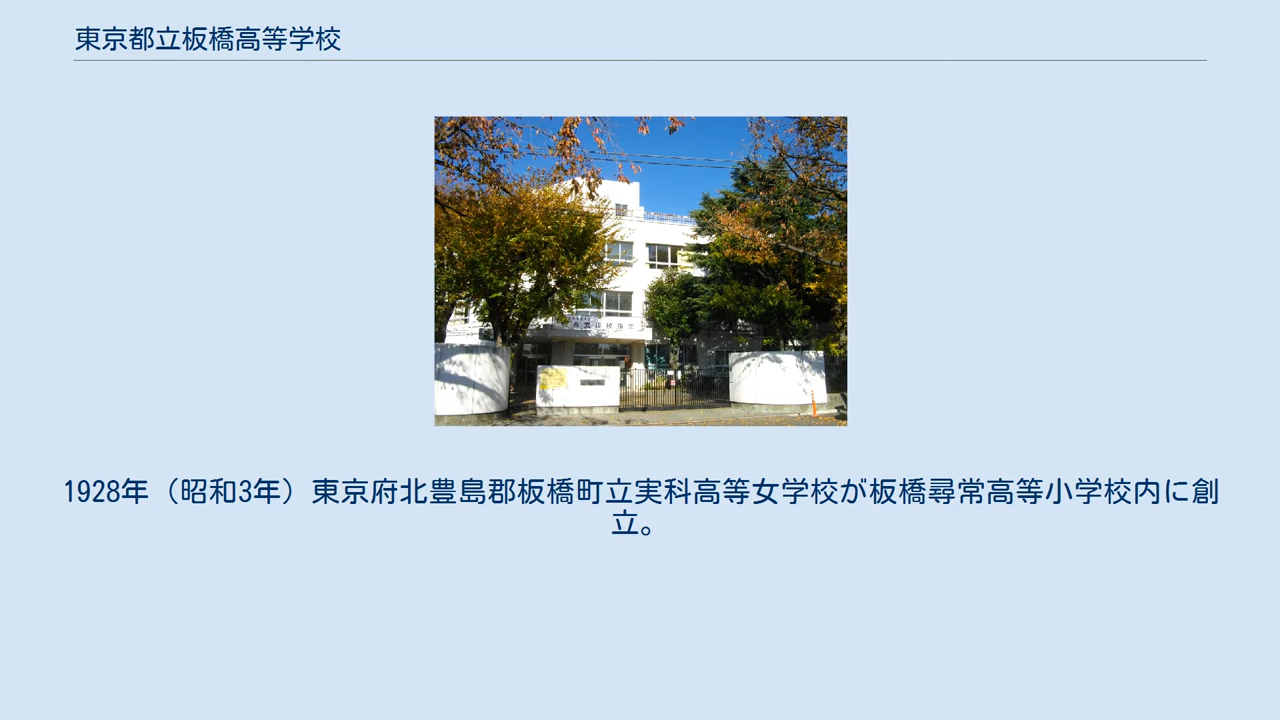 東京都立板橋高等学校
1928年（昭和3年）東京府北豊島郡板橋町立実科高等女学校が板橋尋常高等小学校内に創
立。